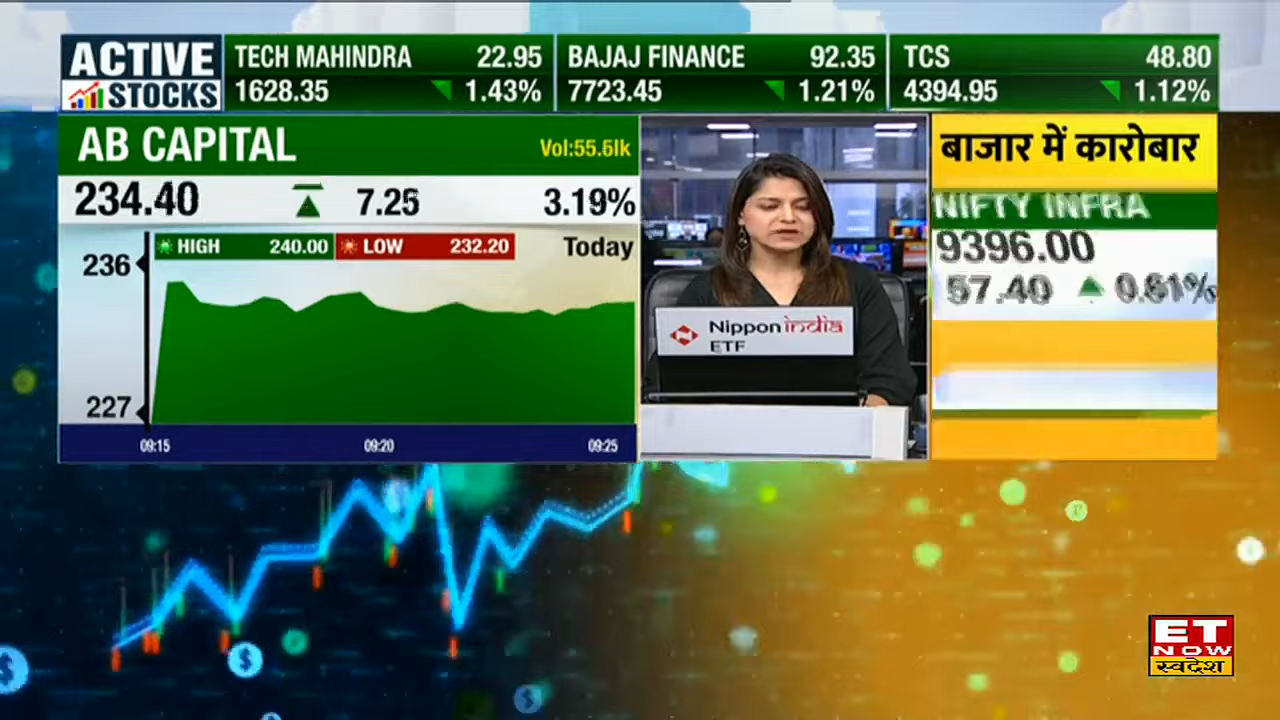 ACTIVE
STOCKS
TECH MAHINDRA 22.95
1628.35 1.43%
BAJAJ FINANCE 92.35
7723.45 1.21%
TCS 48.80
4394.95 1.12%
AB CAPITAL Vol:55.6lk
234.40 7.25 3.19%
HIGH 240.00 LOW 232.20 Today
236
227
09:15 09:20 09:25
Nippon india
ETF
बाजार में कारोबार
NIFTY INFRA
9396.00
57.40 0.61%
ET
NOW
स्वदेश